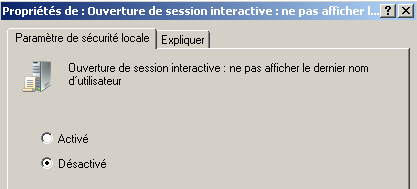 Propriétés de : Ouverture de session interactive : ne pas afficher l...
Paramètre de sécurité locale
Expliquer
Ouverture de session interactive : ne pas afficher le dernier nom
d'utilisateur
Activé
Désactivé